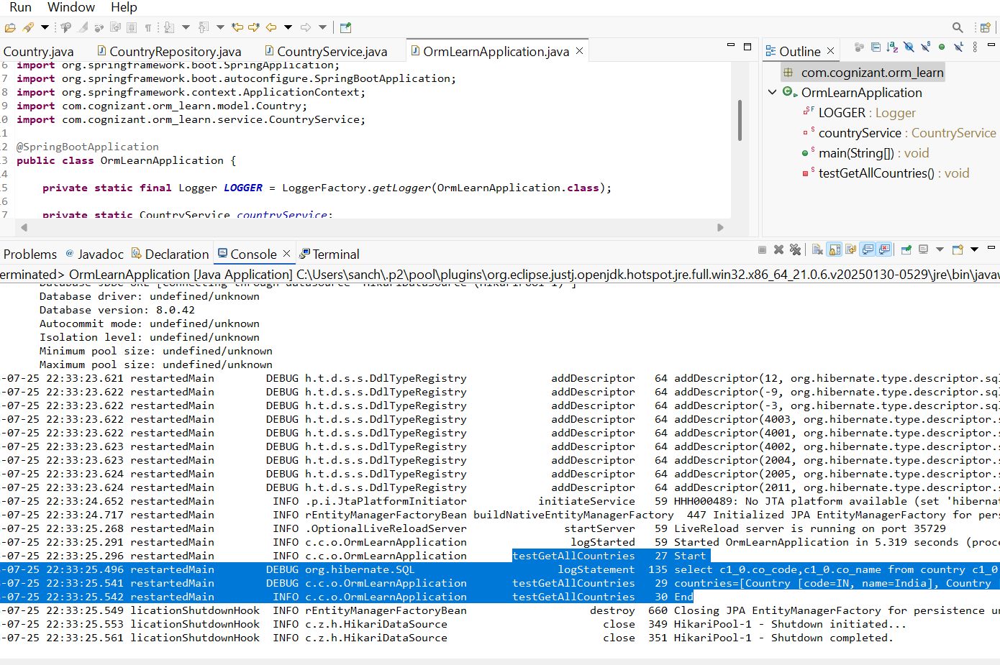 Run Window Help
Country.java CountryRepository.java CountryService.java OrmLearnApplication.java
6 import org.springframework.boot.SpringApplication;
7 import org.springframework.boot.autoconfigure.SpringBootApplication;
8 import org.springframework.context.ApplicationContext;
9 import com.cognizant.orm_learn.model.Country;
0 import com.cognizant.orm_learn.service.CountryService;
1
2 @SpringBootApplication
3 public class OrmLearnApplication {
4
5 private static final Logger LOGGER = LoggerFactory.getLogger(OrmLearnApplication.class);
6
7 private static CountryService countryService;
Outline
com.cognizant.orm_learn
OrmLearnApplication
LOGGER : Logger
countryService : CountryService
main(String[]) : void
testGetAllCountries() : void
Problems Javadoc Declaration Console Terminal
erminated> OrmLearnApplication [Java Application] C:\Users\sanch\.p2\pool\plugins\org.eclipse.justj.openjdk.hotspot.jre.full.win32.x86_64_21.0.6.v20250130-0529\jre\bin\javaw
Database JDBC URL [Connecting through datasource 'HikariDataSource (HikariPool-1)']
Database driver: undefined/unknown
Database version: 8.0.42
Autocommit mode: undefined/unknown
Isolation level: undefined/unknown
Minimum pool size: undefined/unknown
Maximum pool size: undefined/unknown
-07-25 22:33:23.621 restartedMain DEBUG h.t.d.s.s.DdlTypeRegistry addDescriptor 64 addDescriptor(12, org.hibernate.type.descriptor.sql
-07-25 22:33:23.622 restartedMain DEBUG h.t.d.s.s.DdlTypeRegistry addDescriptor 64 addDescriptor(-9, org.hibernate.type.descriptor.sql
-07-25 22:33:23.622 restartedMain DEBUG h.t.d.s.s.DdlTypeRegistry addDescriptor 64 addDescriptor(-3, org.hibernate.type.descriptor.sql
-07-25 22:33:23.622 restartedMain DEBUG h.t.d.s.s.DdlTypeRegistry addDescriptor 64 addDescriptor(4003, org.hibernate.type.descriptor.s
-07-25 22:33:23.622 restartedMain DEBUG h.t.d.s.s.DdlTypeRegistry addDescriptor 64 addDescriptor(4001, org.hibernate.type.descriptor.s
-07-25 22:33:23.623 restartedMain DEBUG h.t.d.s.s.DdlTypeRegistry addDescriptor 64 addDescriptor(4002, org.hibernate.type.descriptor.s
-07-25 22:33:23.623 restartedMain DEBUG h.t.d.s.s.DdlTypeRegistry addDescriptor 64 addDescriptor(2004, org.hibernate.type.descriptor.s
-07-25 22:33:23.624 restartedMain DEBUG h.t.d.s.s.DdlTypeRegistry addDescriptor 64 addDescriptor(2005, org.hibernate.type.descriptor.s
-07-25 22:33:23.624 restartedMain DEBUG h.t.d.s.s.DdlTypeRegistry addDescriptor 64 addDescriptor(2011, org.hibernate.type.descriptor.s
-07-25 22:33:24.652 restartedMain INFO .p.i.JtaPlatformInitiator initiateService 59 HHH000489: No JTA platform available (set 'hibernat
-07-25 22:33:24.717 restartedMain INFO rEntityManagerFactoryBean buildNativeEntityManagerFactory 447 Initialized JPA EntityManagerFactory for pers
-07-25 22:33:25.268 restartedMain INFO .OptionalLiveReloadServer startServer 59 LiveReload server is running on port 35729
-07-25 22:33:25.291 restartedMain INFO c.c.o.OrmLearnApplication logStarted 59 Started OrmLearnApplication in 5.319 seconds (proce
-07-25 22:33:25.296 restartedMain INFO c.c.o.OrmLearnApplication testGetAllCountries 27 Start
-07-25 22:33:25.496 restartedMain DEBUG org.hibernate.SQL logStatement 135 select c1_0.co_code,c1_0.co_name from country c1_0
-07-25 22:33:25.541 restartedMain DEBUG c.c.o.OrmLearnApplication testGetAllCountries 29 countries=[Country [code=IN, name=India], Country
-07-25 22:33:25.542 restartedMain INFO c.c.o.OrmLearnApplication testGetAllCountries 30 End
-07-25 22:33:25.549 licationShutdownHook INFO rEntityManagerFactoryBean destroy 660 Closing JPA EntityManagerFactory for persistence un
-07-25 22:33:25.553 licationShutdownHook INFO c.z.h.HikariDataSource close 349 HikariPool-1 - Shutdown initiated...
-07-25 22:33:25.561 licationShutdownHook INFO c.z.h.HikariDataSource close 351 HikariPool-1 - Shutdown completed.